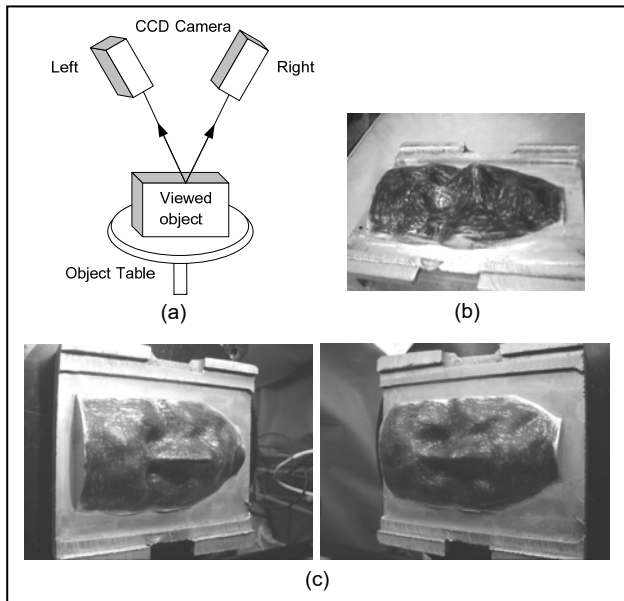 CCD Camera
Left
Right
Viewed
object
Object Table
(a)
(b)
(c)